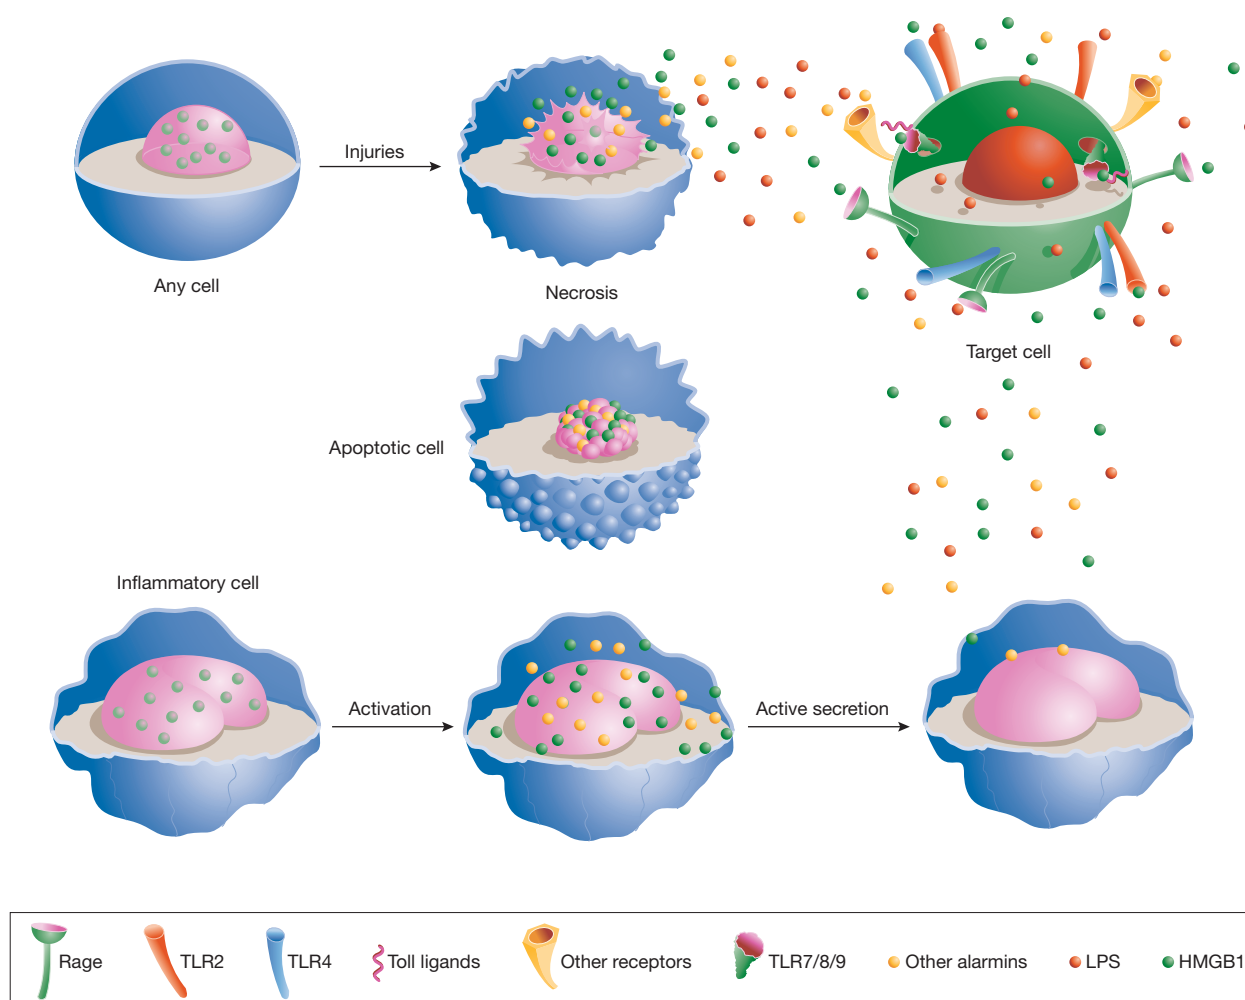 Injuries
Any cell
Necrosis
Target cell
Apoptotic cell
Inflammatory cell
Activation
Active secretion
Rage
TLR2
TLR4
Toll ligands
Other receptors
TLR7/8/9
Other alarmins
LPS
HMGB1